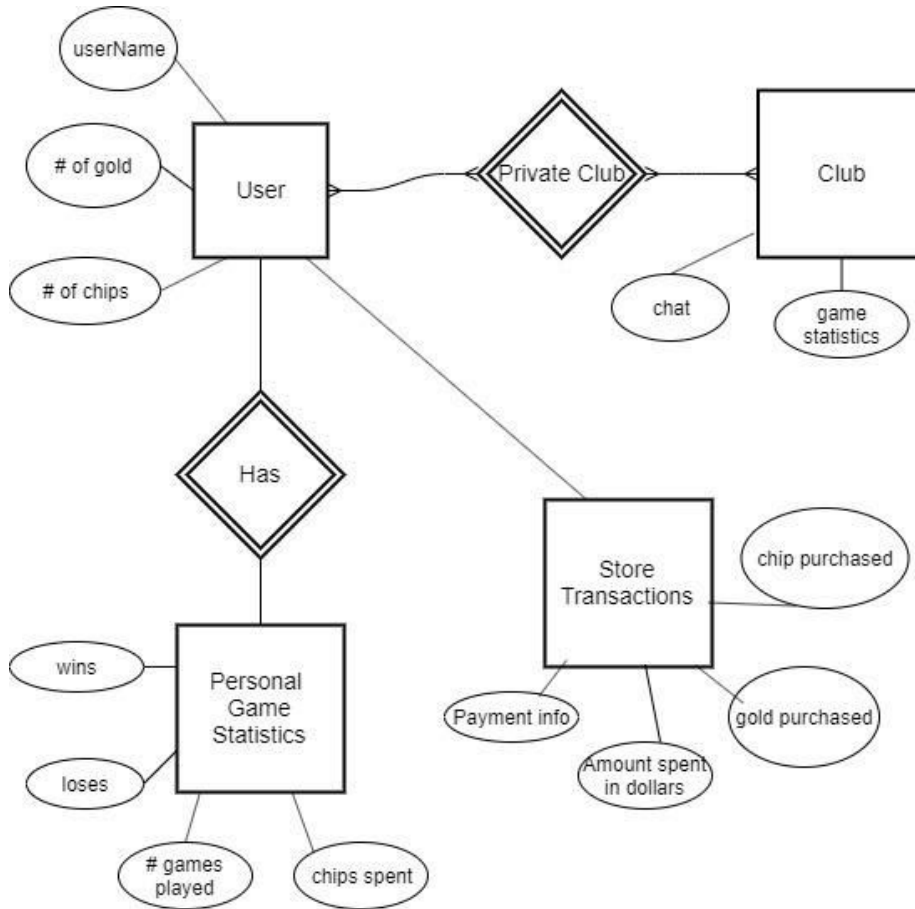 userName
# of gold
User
Private Club
Club
# of chips
chat
game
statistics
Has
Store
Transactions
chip purchased
wins
Personal
Game
Statistics
Payment info
gold purchased
loses
Amount spent
in dollars
# games
played
chips spent